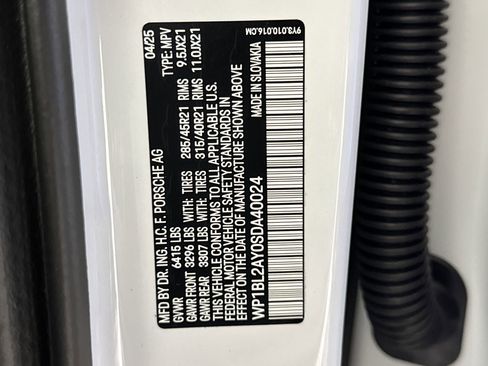 MFD BY DR. ING. H.C. F. PORSCHE AG 04/25
GVWR 6415 LBS TYPE: MPV
GAWR FRONT 3296 LBS WITH: TIRES 285/45R21 RIMS 9.5JX21
GAWR REAR 3307 LBS WITH: TIRES 315/40R21 RIMS 11.0JX21
THIS VEHICLE CONFORMS TO ALL APPLICABLE U.S.
FEDERAL MOTOR VEHICLE SAFETY STANDARDS IN
EFFECT ON THE DATE OF MANUFACTURE SHOWN ABOVE
WP1BL2AY0SDA40024 MADE IN SLOVAKIA
9Y3.010.016.CM